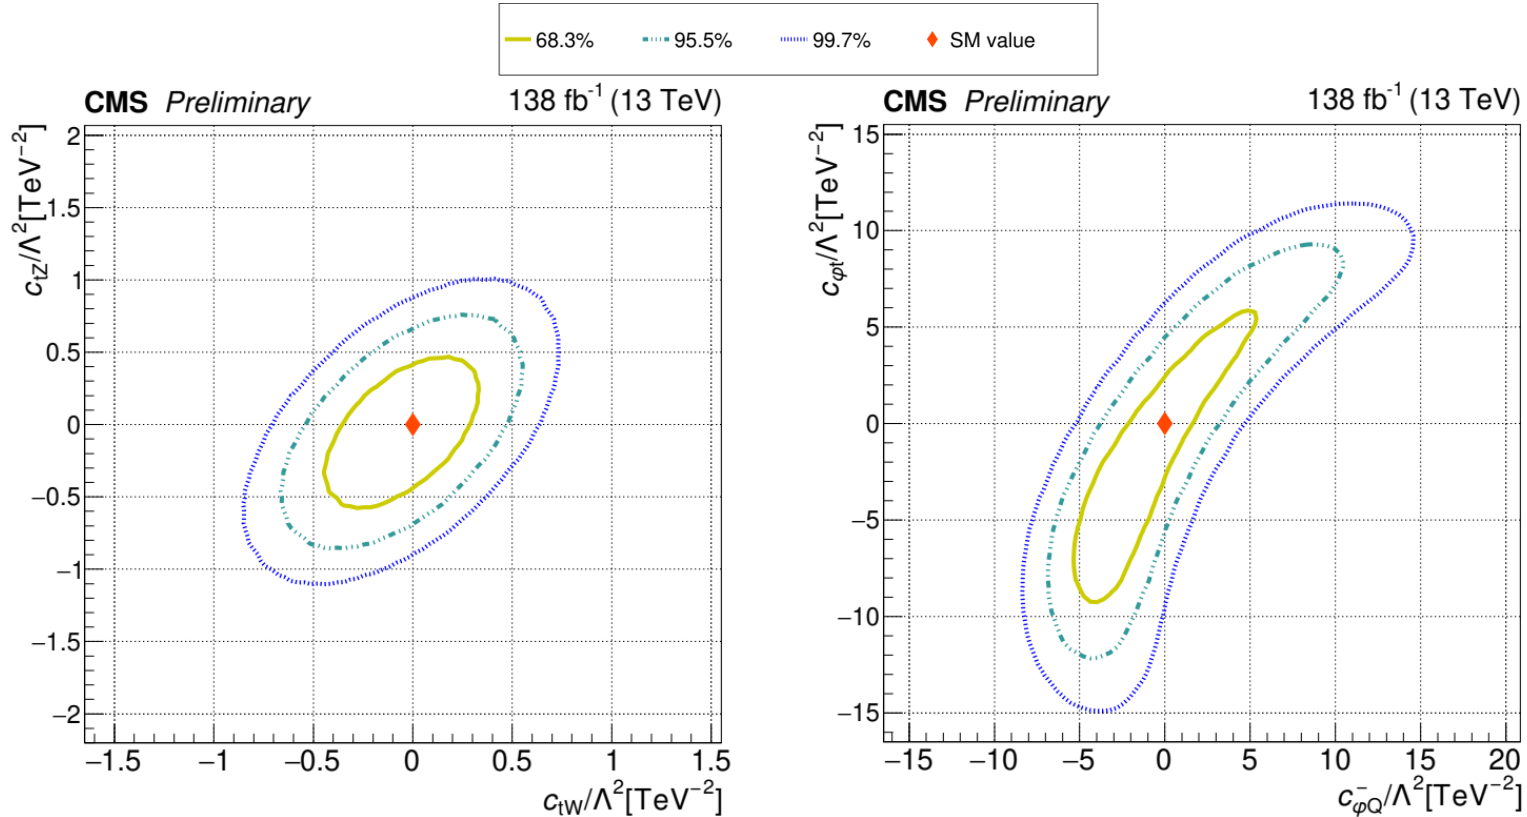 68.3% 95.5% 99.7% SM value
CMS Preliminary 138 fb⁻¹ (13 TeV)
c_tZ/Λ²[TeV⁻²]
2
1.5
1
0.5
0
−0.5
−1
−1.5
−2
−1.5 −1 −0.5 0 0.5 1 1.5
c_tW/Λ²[TeV⁻²]
CMS Preliminary 138 fb⁻¹ (13 TeV)
c_φt/Λ²[TeV⁻²]
15
10
5
0
−5
−10
−15
−15 −10 −5 0 5 10 15 20
c⁻_φQ/Λ²[TeV⁻²]